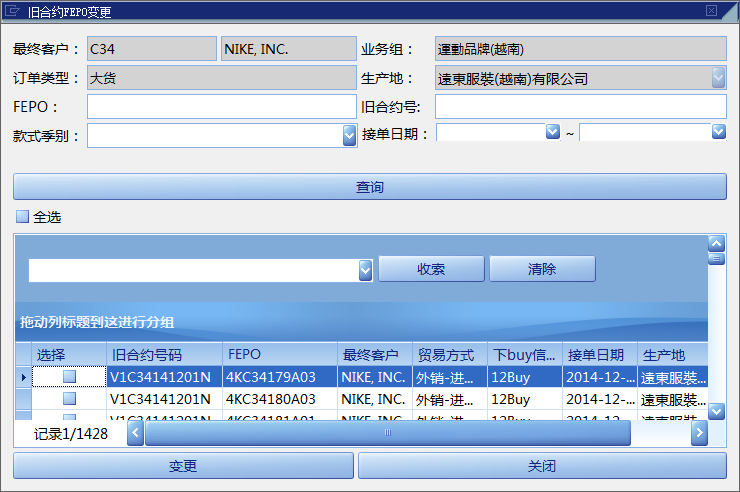 旧合约FEPO变更
最终客户： C34 NIKE, INC. 业务组： 運動品牌(越南)
订单类型： 大货 生产地： 遠東服裝(越南)有限公司
FEPO： 旧合约号:
款式季别： 接单日期： ~
查询
全选
收索 清除
拖动列标题到这进行分组
选择 旧合约号码 FEPO 最终客户 贸易方式 下buy信... 接单日期 生产地
V1C34141201N 4KC34179A03 NIKE, INC. 外销-进... 12Buy 2014-12-... 遠東服裝...
V1C34141201N 4KC34180A03 NIKE, INC. 外销-进... 12Buy 2014-12-... 遠東服裝...
V1C34141201N 4KC34181A01 NIKE, INC.
记录1/1428
变更 关闭